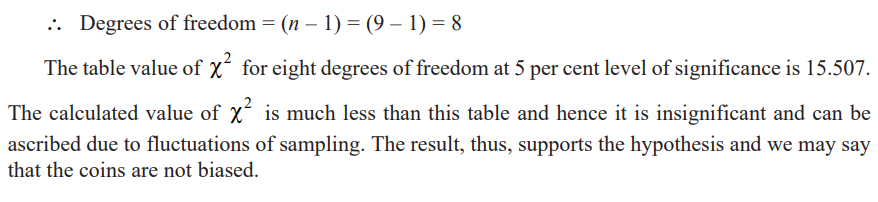 ∴ Degrees of freedom = (n – 1) = (9 – 1) = 8
The table value of χ² for eight degrees of freedom at 5 per cent level of significance is 15.507.
The calculated value of χ² is much less than this table and hence it is insignificant and can be
ascribed due to fluctuations of sampling. The result, thus, supports the hypothesis and we may say
that the coins are not biased.